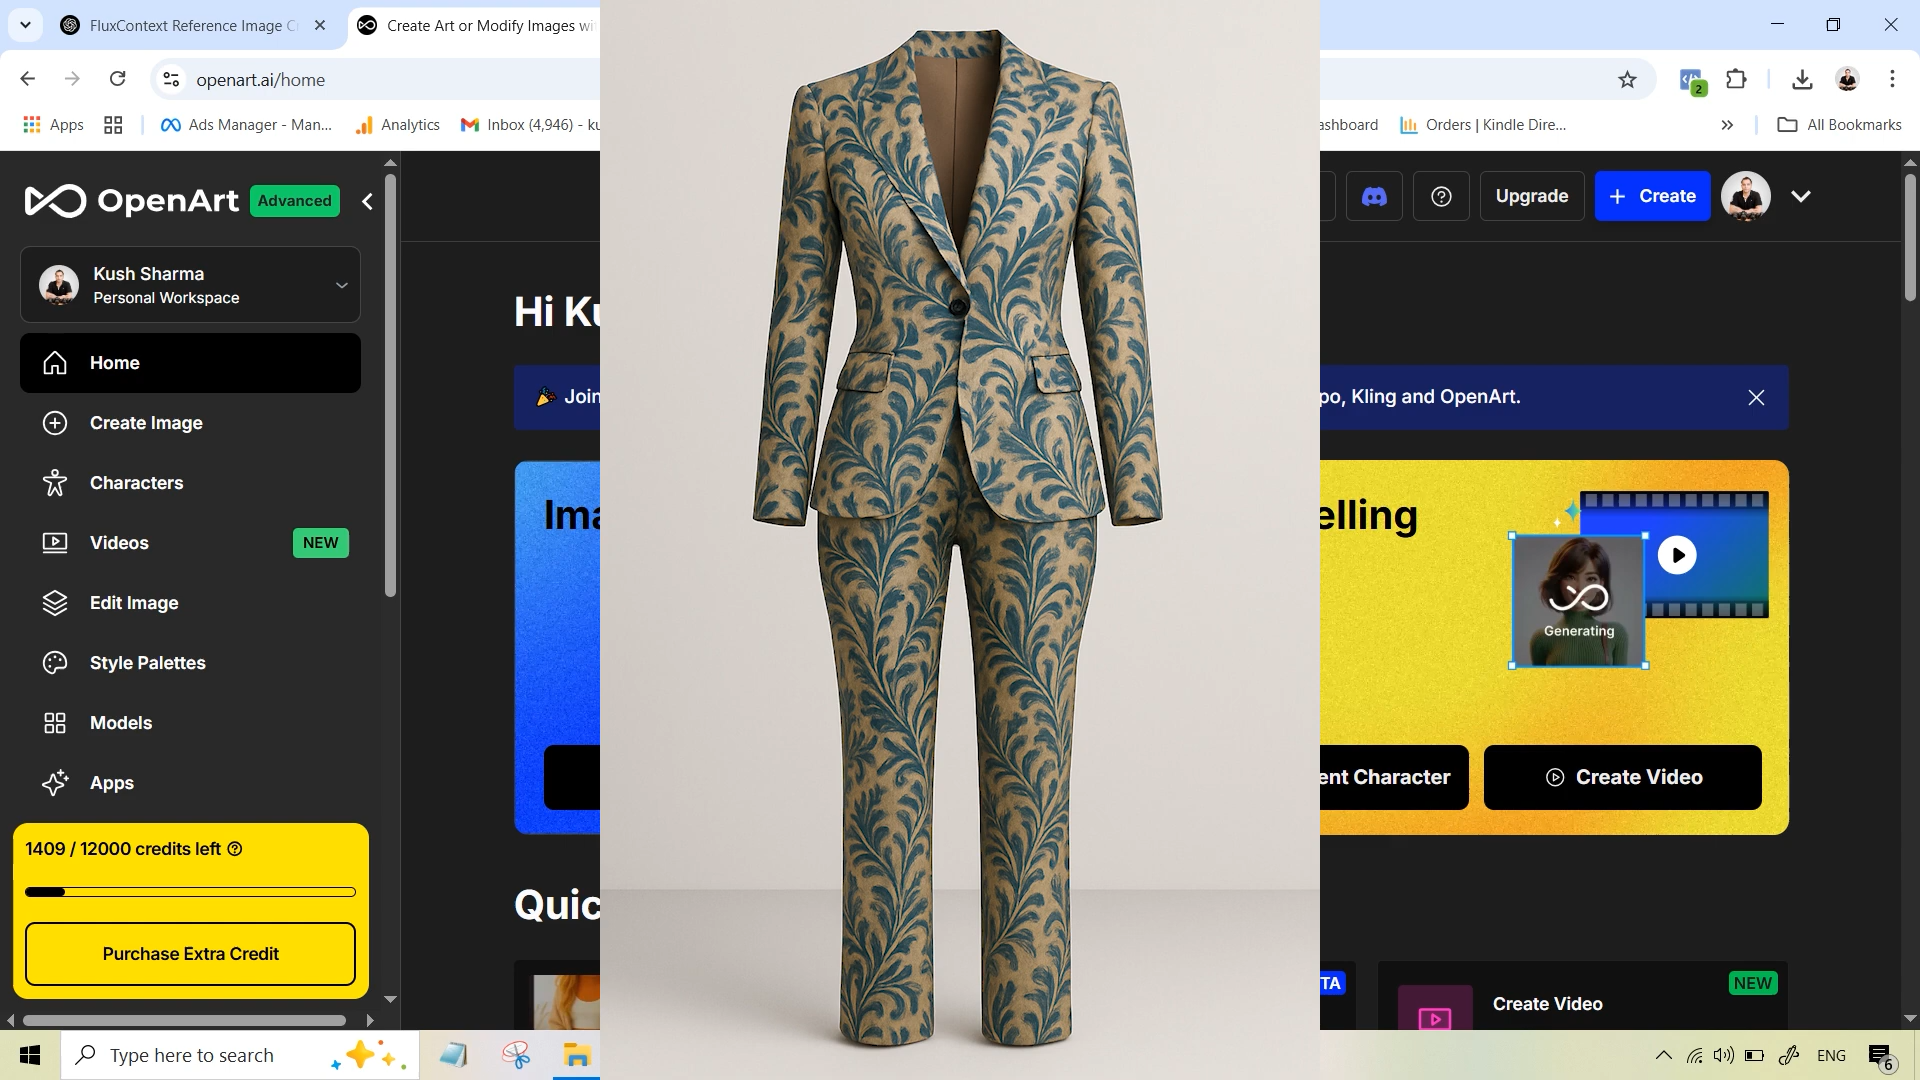 FluxContext Reference Image C
Create Art or Modify Images wi
openart.ai/home
2
Apps
Ads Manager - Man...
Analytics
Inbox (4,946) - ku
ashboard
Orders | Kindle Dire...
All Bookmarks
OpenArt
Advanced
Upgrade
+ Create
Kush Sharma
Personal Workspace
Hi Ku
Home
Join
po, Kling and OpenArt.
Create Image
Characters
Ima
elling
Videos
NEW
Edit Image
Generating
Style Palettes
Models
Apps
ent Character
Create Video
1409 / 12000 credits left
Quic
Purchase Extra Credit
TA
NEW
Create Video
Type here to search
ENG
6